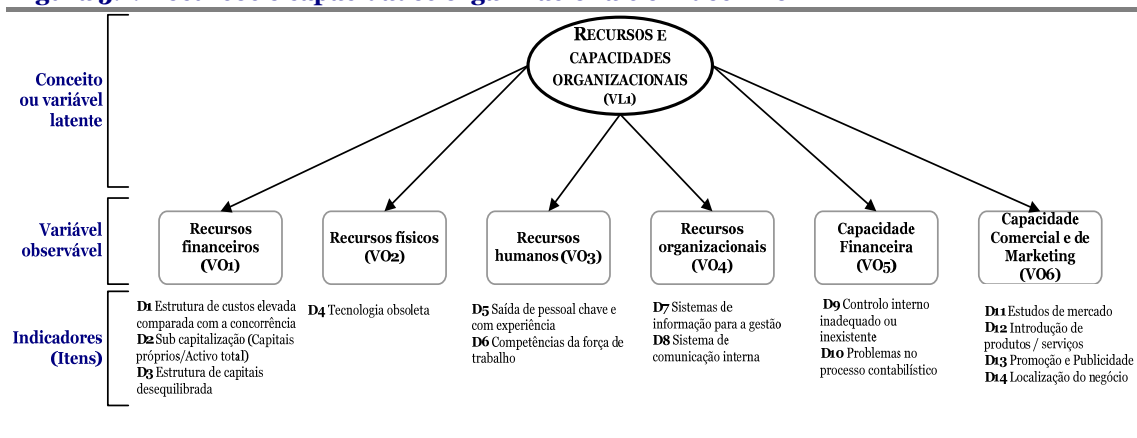 RECURSOS E
CAPACIDADES
ORGANIZACIONAIS
(VL1)
Conceito
ou variável
latente
Variável
observável
Recursos
financeiros
(VO1)
Recursos físicos
(VO2)
Recursos
humanos (VO3)
Recursos
organizacionais
(VO4)
Capacidade
Financeira
(VO5)
Capacidade
Comercial e de
Marketing
(VO6)
Indicadores
(Itens)
D1 Estrutura de custos elevada
comparada com a concorrência
D2 Sub capitalização (Capitais
próprios/Activo total)
D3 Estrutura de capitais
desequilibrada
D4 Tecnologia obsoleta
D5 Saída de pessoal chave e
com experiência
D6 Competências da força de
trabalho
D7 Sistemas de
informação para a gestão
D8 Sistema de
comunicação interna
D9 Controlo interno
inadequado ou
inexistente
D10 Problemas no
processo contabilístico
D11 Estudos de mercado
D12 Introdução de
produtos / serviços
D13 Promoção e Publicidade
D14 Localização do negócio